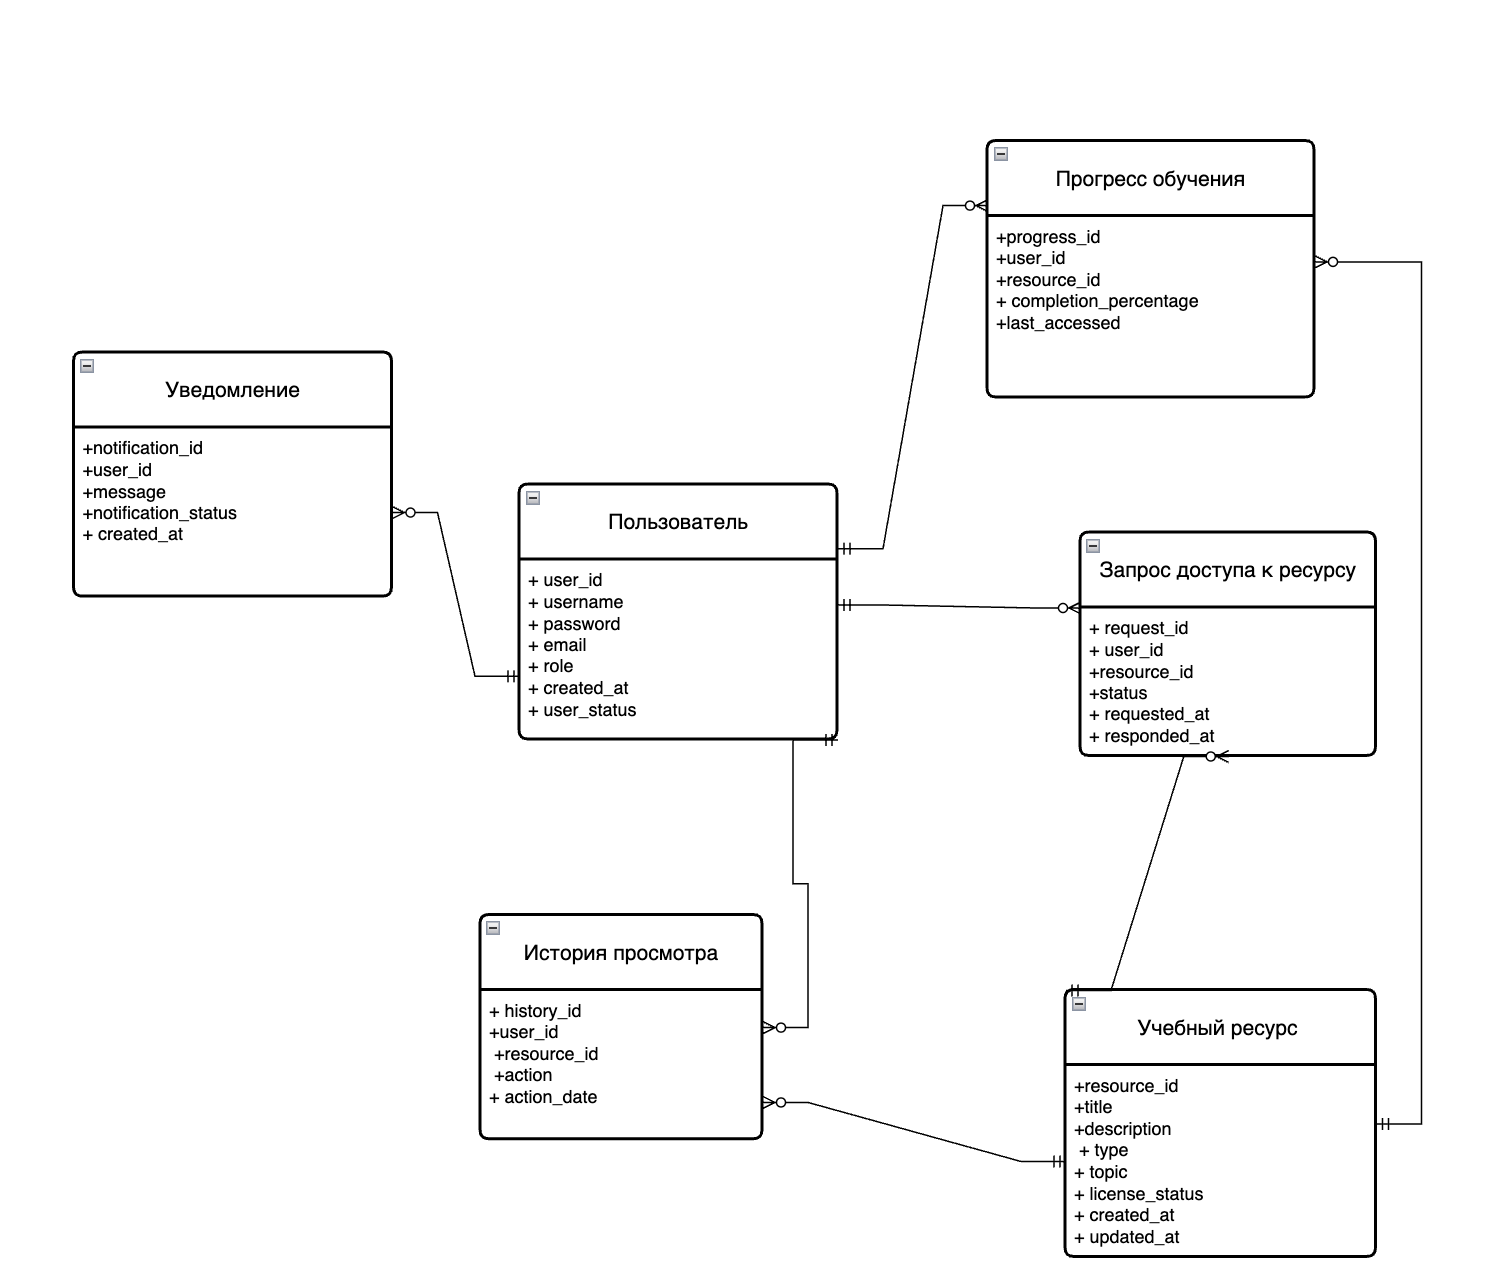 Прогресс обучения
+progress_id
+user_id
+resource_id
+ completion_percentage
+last_accessed
Уведомление
+notification_id
+user_id
+message
+notification_status
+ created_at
Пользователь
+ user_id
+ username
+ password
+ email
+ role
+ created_at
+ user_status
Запрос доступа к ресурсу
+ request_id
+ user_id
+resource_id
+status
+ requested_at
+ responded_at
История просмотра
+ history_id
+user_id
+resource_id
+action
+ action_date
Учебный ресурс
+resource_id
+title
+description
+ type
+ topic
+ license_status
+ created_at
+ updated_at